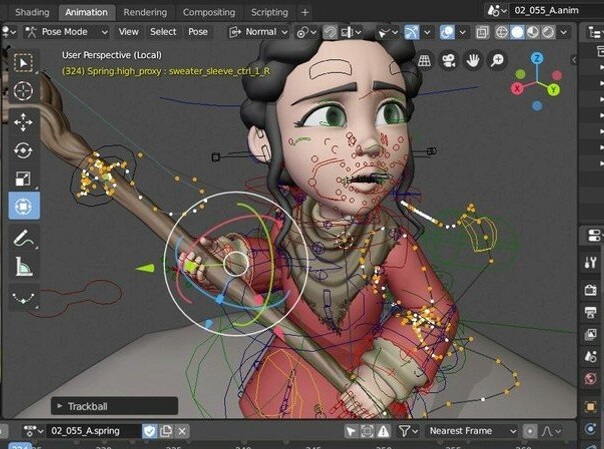 Shading Animation Rendering Compositing Scripting 02_055_A.anim
Pose Mode View Select Pose Normal
User Perspective (Local)
(324) Spring.high_proxy : sweater_sleeve_ctrl_1_R
Z
X
Y
Trackball
02_055_A.spring Nearest Frame
324